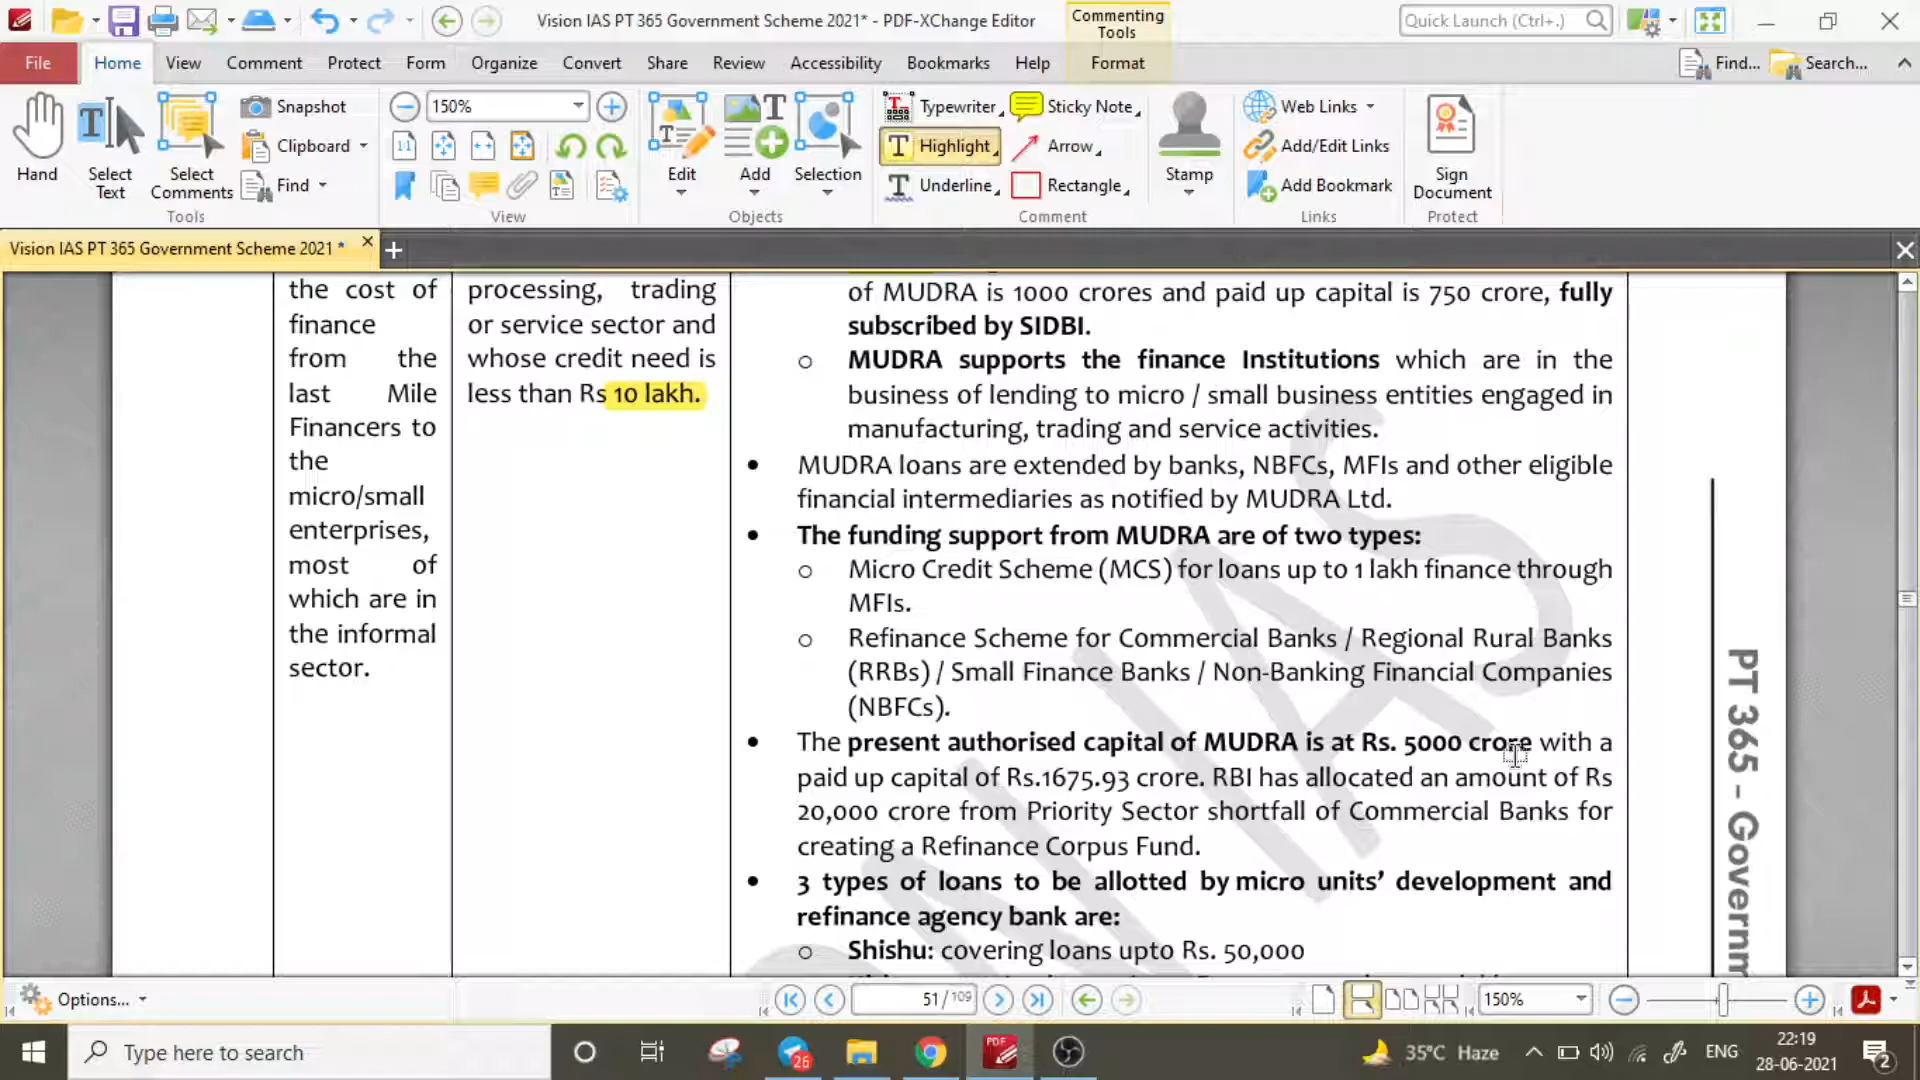 Vision IAS PT 365 Government Scheme 2021* - PDF-XChange Editor
Commenting Tools
Quick Launch (Ctrl+.)
File Home View Comment Protect Form Organize Convert Share Review Accessibility Bookmarks Help Format Find... Search...
Hand
Select Text
Select Comments
Snapshot
Clipboard
Find
Tools
150%
View
Edit
Add
Selection
Objects
Typewriter
Highlight
Underline
Sticky Note
Arrow
Rectangle
Stamp
Comment
Web Links
Add/Edit Links
Add Bookmark
Links
Sign Document
Protect
Vision IAS PT 365 Government Scheme 2021 *
the cost of
finance
from the
last Mile
Financers to
the
micro/small
enterprises,
most of
which are in
the informal
sector.
processing, trading
or service sector and
whose credit need is
less than Rs 10 lakh.
of MUDRA is 1000 crores and paid up capital is 750 crore, fully
subscribed by SIDBI.
o MUDRA supports the finance Institutions which are in the
business of lending to micro / small business entities engaged in
manufacturing, trading and service activities.
• MUDRA loans are extended by banks, NBFCs, MFIs and other eligible
financial intermediaries as notified by MUDRA Ltd.
• The funding support from MUDRA are of two types:
o Micro Credit Scheme (MCS) for loans up to 1 lakh finance through
MFIs.
o Refinance Scheme for Commercial Banks / Regional Rural Banks
(RRBs) / Small Finance Banks / Non-Banking Financial Companies
(NBFCs).
• The present authorised capital of MUDRA is at Rs. 5000 crore with a
paid up capital of Rs.1675.93 crore. RBI has allocated an amount of Rs
20,000 crore from Priority Sector shortfall of Commercial Banks for
creating a Refinance Corpus Fund.
• 3 types of loans to be allotted by micro units' development and
refinance agency bank are:
o Shishu: covering loans upto Rs. 50,000
PT 365 - Governm
Options...
51 / 109
150%
Type here to search
26
PDF
35°C Haze
ENG
22:19
28-06-2021
2